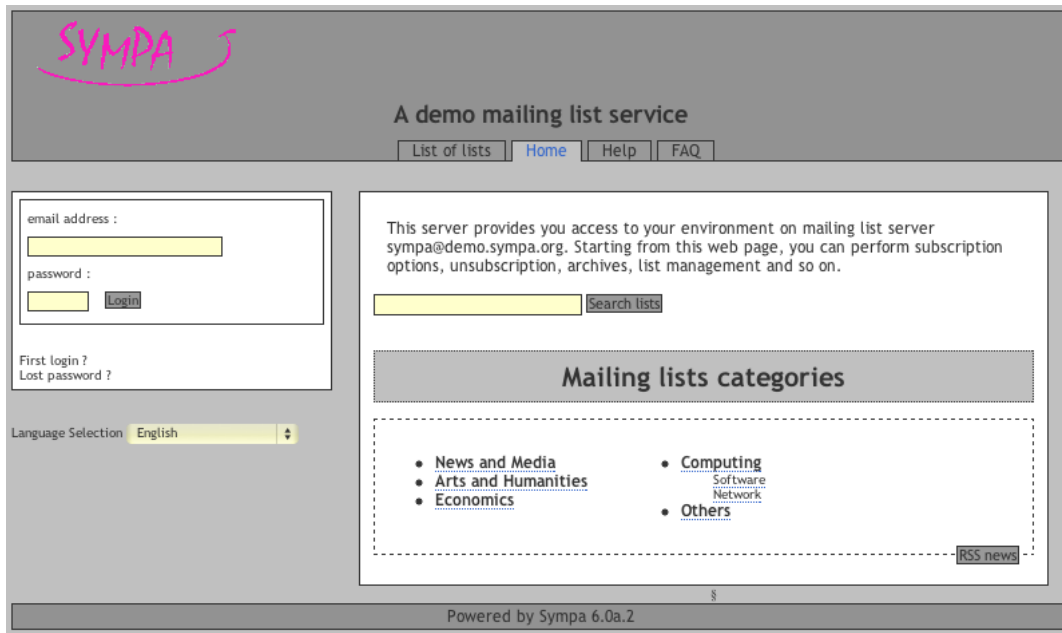 SYMPA
A demo mailing list service
List of lists Home Help FAQ
email address :
password :
Login
First login ?
Lost password ?
Language Selection English
This server provides you access to your environment on mailing list server
sympa@demo.sympa.org. Starting from this web page, you can perform subscription
options, unsubscription, archives, list management and so on.
Search lists
Mailing lists categories
News and Media
Arts and Humanities
Economics
Computing
Software
Network
Others
RSS news
§
Powered by Sympa 6.0a.2